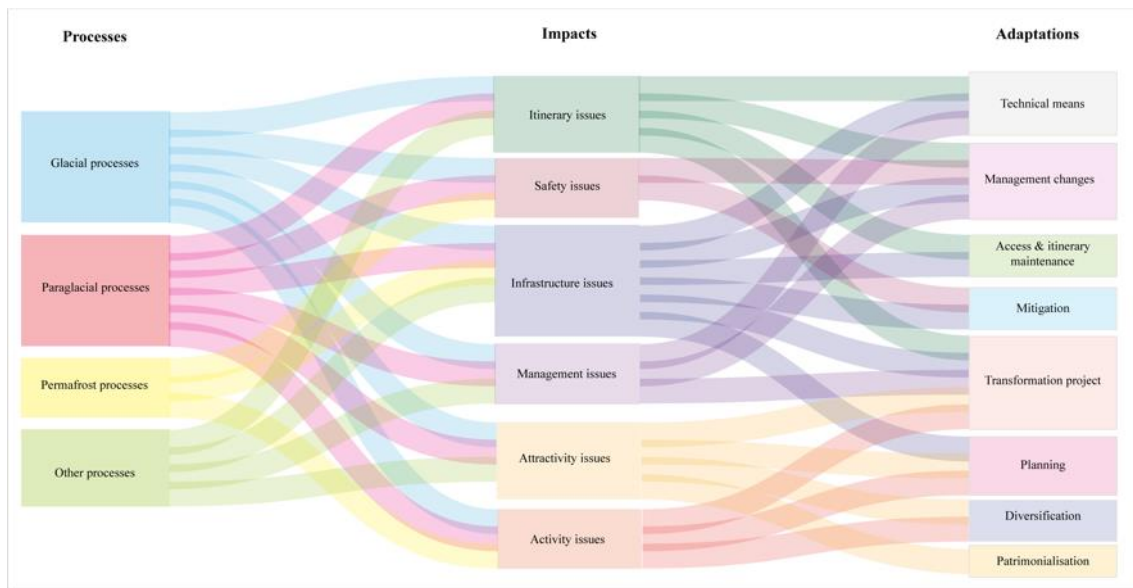 Processes
Impacts
Adaptations
Glacial processes
Paraglacial processes
Permafrost processes
Other processes
Itinerary issues
Safety issues
Infrastructure issues
Management issues
Attractivity issues
Activity issues
Technical means
Management changes
Access & itinerary
maintenance
Mitigation
Transformation project
Planning
Diversification
Patrimonialisation